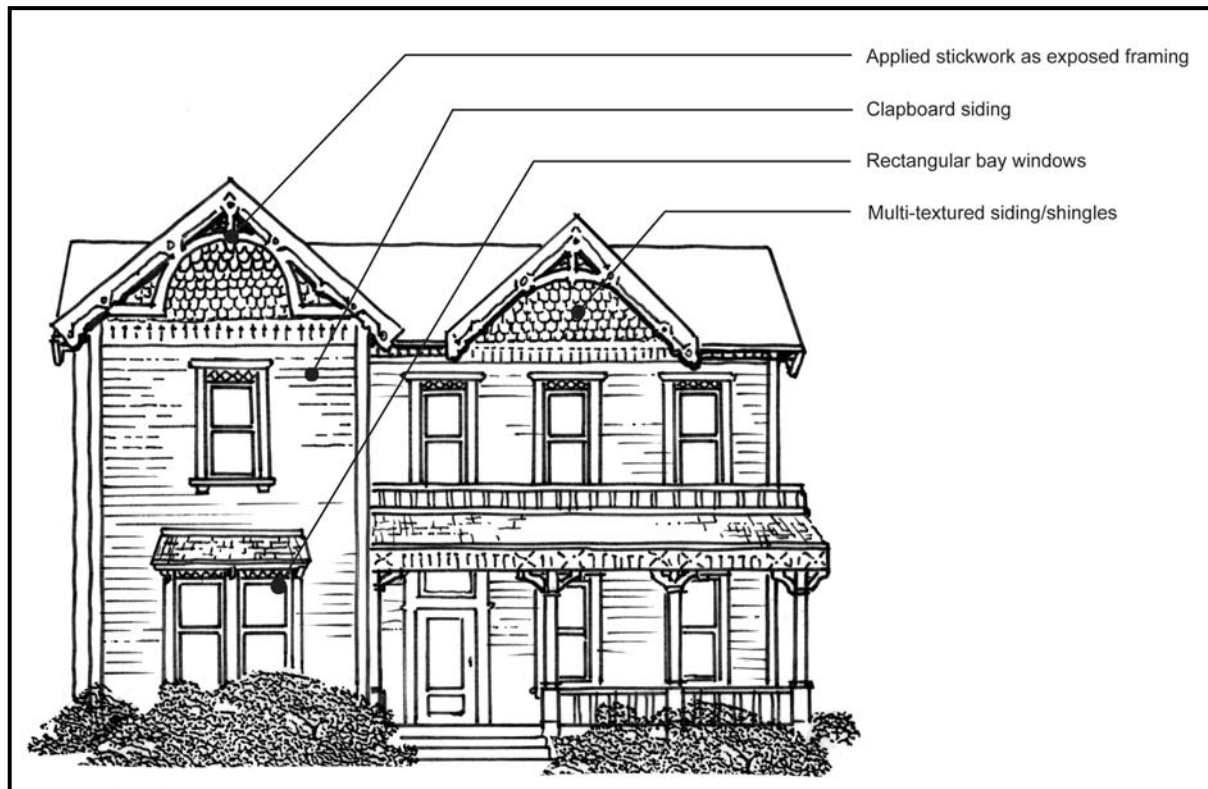 Applied stickwork as exposed framing
Clapboard siding
Rectangular bay windows
Multi-textured siding/shingles